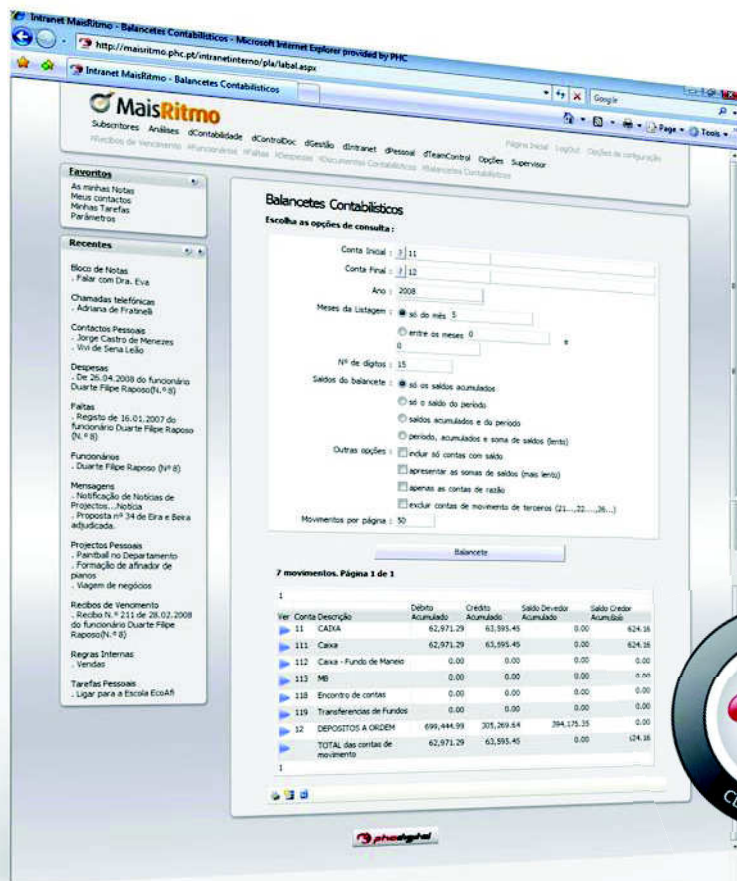 Intranet MaisRitmo - Balancetes Contabilísticos - Microsoft Internet Explorer provided by PHC
http://maisritmo.phc.pt/intranetinterno/pla/labal.aspx
Google
Intranet MaisRitmo - Balancetes Contabilísticos
Page
Tools
MaisRitmo
Página Inicial LogOut Opções de configuração
Subscritores Análises dContabilidade dControlDoc dGestão dIntranet dPessoal dTeamControl Opções Supervisor
#Recibos de Vencimento #Funcionários #Faltas #Despesas #Documentos Contabilísticos #Balancetes Contabilísticos
Favoritos
As minhas Notas
Meus contactos
Minhas Tarefas
Parâmetros
Recentes
Bloco de Notas
. Falar com Dra. Eva
Chamadas telefónicas
. Adriana de Fratinelli
Contactos Pessoais
. Jorge Castro de Menezes
. Vivi de Sena Leão
Despesas
. De 26.04.2008 do funcionário
Duarte Filipe Raposo(N.º 8)
Faltas
. Registo de 16.01.2007 do
funcionário Duarte Filipe Raposo
(N.º 8)
Funcionários
. Duarte Filipe Raposo (Nº 8)
Mensagens
. Notificação de Notícias de
Projectos...Notícia
. Proposta nº 34 de Eira e Beira
adjudicada.
Projectos Pessoais
. Paintball no Departamento
. Formação de afinador de
pianos
. Viagem de negócios
Recibos de Vencimento
. Recibo N.º 211 de 28.02.2008
do funcionário Duarte Filipe
Raposo(N.º 8)
Regras Internas
. Vendas
Tarefas Pessoais
. Ligar para a Escola EcoAfi
Balancetes Contabilísticos
Escolha as opções de consulta :
Conta Inicial : ? 11
Conta Final : ? 12
Ano : 2008
Meses da Listagem : só do mês 5
entre os meses 0 e
0
Nº de dígitos : 15
Saldos do balancete : só os saldos acumulados
só o saldo do período
saldos acumulados e do período
período, acumulados e soma de saldos (lento)
Outras opções : incluir só contas com saldo
apresentar as somas de saldos (mais lento)
apenas as contas de razão
excluir contas de movimento de terceiros (21...,22...,26...)
Movimentos por página : 50
Balancete
7 movimentos. Página 1 de 1
1
Ver Conta Descrição Débito Acumulado Crédito Acumulado Saldo Devedor Acumulado Saldo Credor Acumulado
11 CAIXA 62,971.29 63,595.45 0.00 624.16
111 Caixa 62,971.29 63,595.45 0.00 624.16
112 Caixa - Fundo de Maneio 0.00 0.00 0.00 0.00
113 MB 0.00 0.00 0.00 0.00
118 Encontro de contas 0.00 0.00 0.00 0.00
119 Transferencias de Fundos 0.00 0.00 0.00 0.00
12 DEPOSITOS A ORDEM 699,444.99 305,269.64 394,175.35 0.00
TOTAL das contas de movimento 62,971.29 63,595.45 0.00 624.16
1
phcdigital